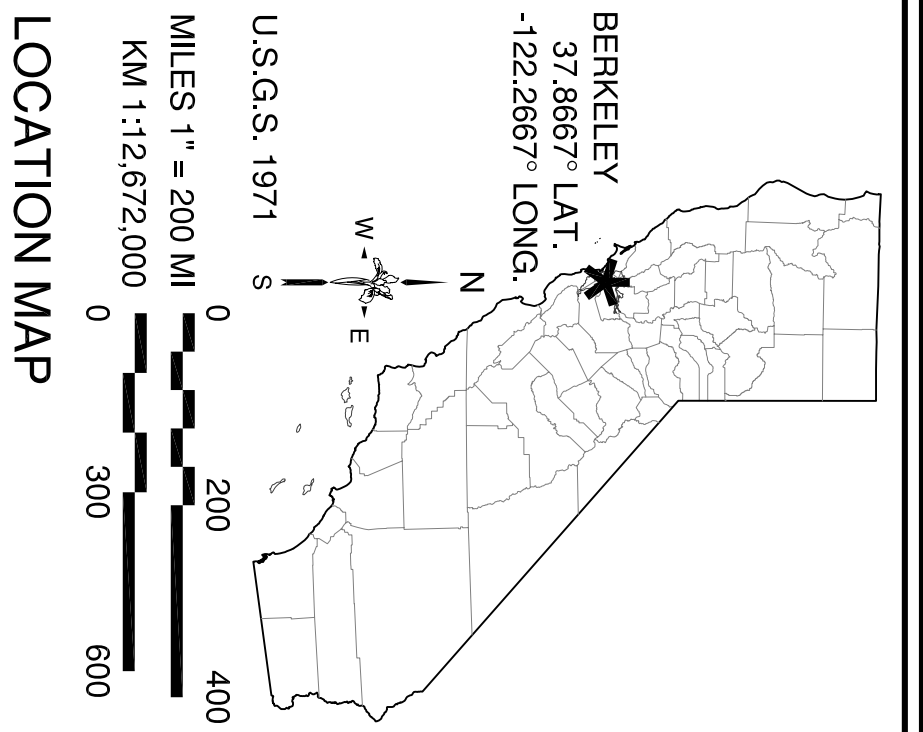 BERKELEY
37.8667° LAT.
-122.2667° LONG.
U.S.G.S. 1971
N
W
E
S
MILES 1" = 200 MI
0 200 400
KM 1:12,672,000
0 300 600
LOCATION MAP